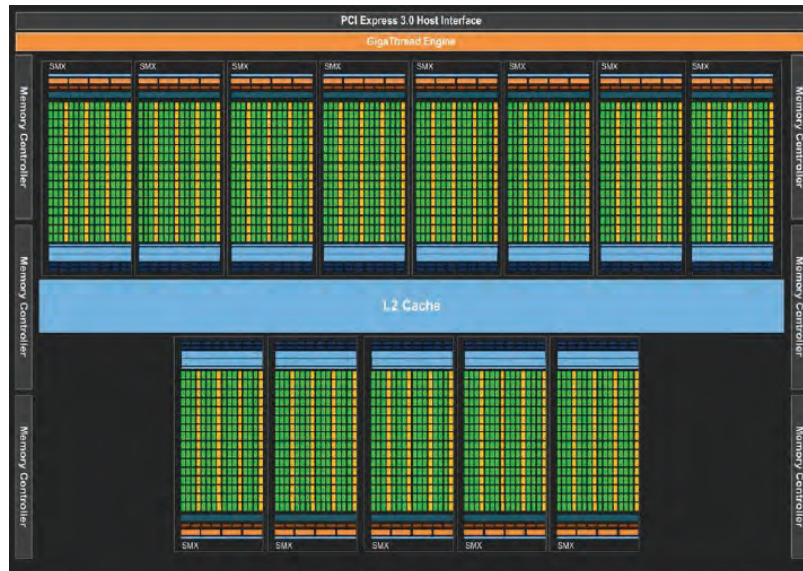 PCI Express 3.0 Host Interface
GigaThread Engine
SMX SMX SMX SMX SMX SMX SMX SMX
Memory Controller
Memory Controller
Memory Controller
L2 Cache
Memory Controller
Memory Controller
Memory Controller
SMX SMX SMX SMX SMX